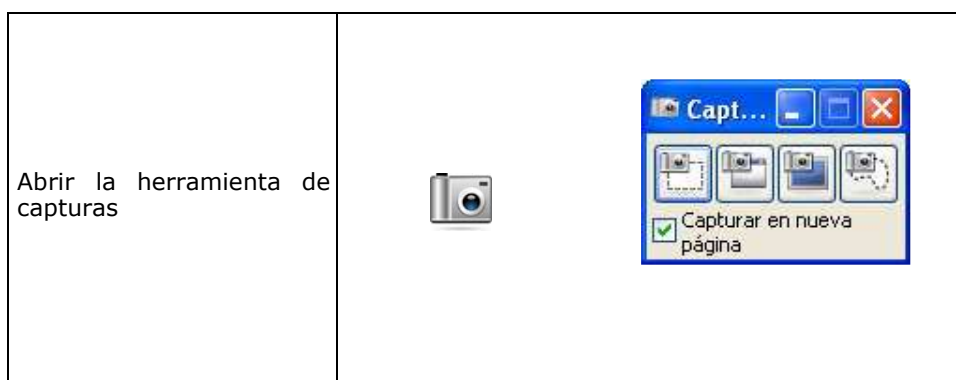 Abrir la herramienta de
capturas
Capt...
Capturar en nueva
página